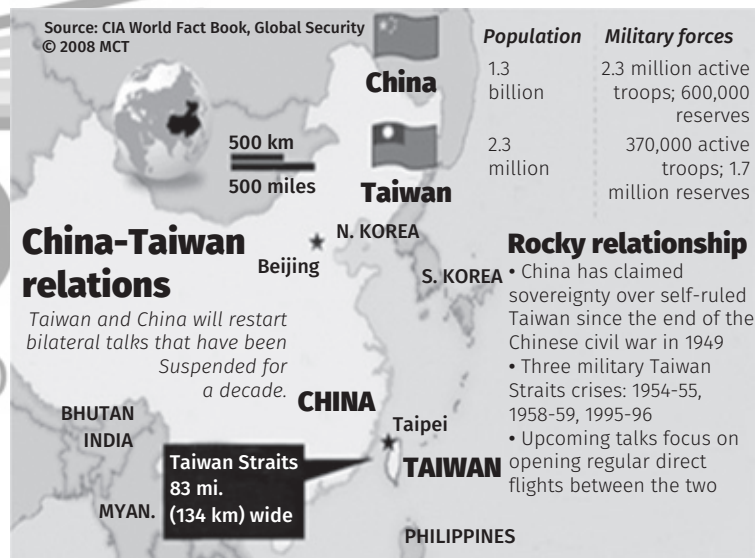 Source: CIA World Fact Book, Global Security
© 2008 MCT
China
Taiwan
Population
Military forces
1.3
billion
2.3 million active
troops; 600,000
reserves
2.3
million
370,000 active
troops; 1.7
million reserves
500 km
500 miles
China-Taiwan
relations
Taiwan and China will restart
bilateral talks that have been
Suspended for
a decade.
Beijing
N. KOREA
S. KOREA
CHINA
Taipei
TAIWAN
BHUTAN
INDIA
MYAN.
Taiwan Straits
83 mi.
(134 km) wide
PHILIPPINES
Rocky relationship
• China has claimed
sovereignty over self-ruled
Taiwan since the end of the
Chinese civil war in 1949
• Three military Taiwan
Straits crises: 1954-55,
1958-59, 1995-96
• Upcoming talks focus on
opening regular direct
flights between the two